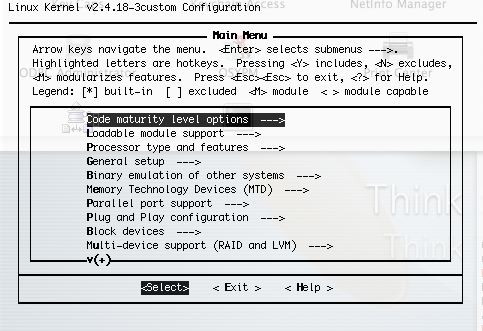 Linux Kernel v2.4.18-3custom Configuration
NetInfo Manager
Main Menu
Arrow keys navigate the menu. <Enter> selects submenus --->.
Highlighted letters are hotkeys. Pressing <Y> includes, <N> excludes,
<M> modularizes features. Press <Esc><Esc> to exit, <?> for Help.
Legend: [*] built-in [ ] excluded <M> module < > module capable
Code maturity level options --->
Loadable module support --->
Processor type and features --->
General setup --->
Binary emulation of other systems --->
Memory Technology Devices (MTD) --->
Parallel port support --->
Plug and Play configuration --->
Block devices --->
Multi-device support (RAID and LVM) --->
v(+)
Think
Think
<Select> < Exit > < Help >